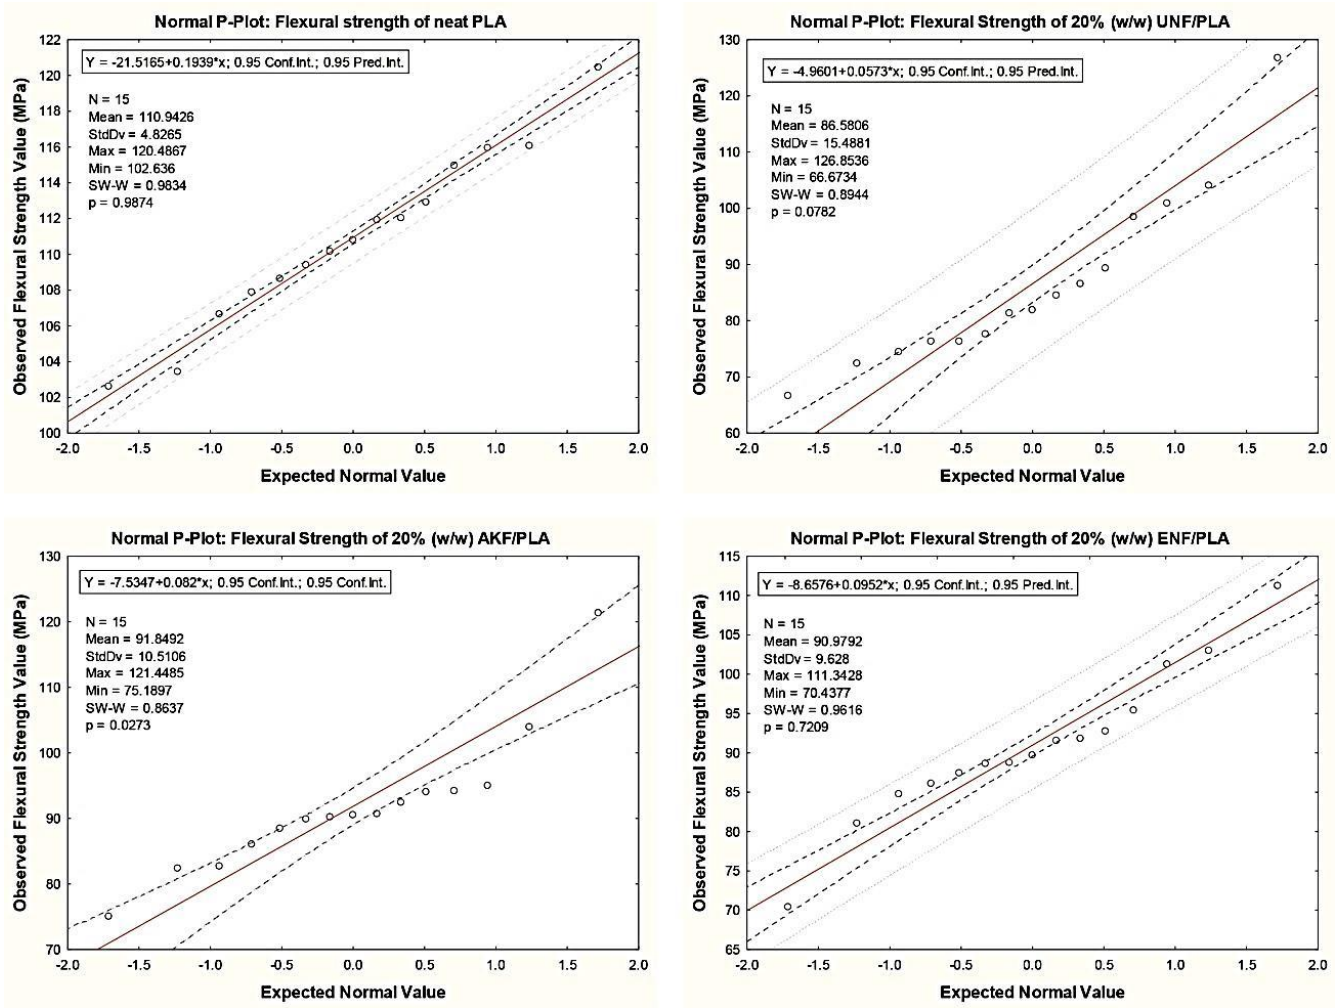 Normal P-Plot: Flexural strength of neat PLA
Y = -21.5165+0.1939*x; 0.95 Conf.Int.; 0.95 Pred.Int.
N = 15
Mean = 110.9426
StdDv = 4.8265
Max = 120.4867
Min = 102.636
SW-W = 0.9834
p = 0.9874
Observed Flexural Strength Value (MPa)
122
120
118
116
114
112
110
108
106
104
102
100
-2.0 -1.5 -1.0 -0.5 0.0 0.5 1.0 1.5 2.0
Expected Normal Value
Normal P-Plot: Flexural Strength of 20% (w/w) UNF/PLA
Y = -4.9601+0.0573*x; 0.95 Conf.Int.; 0.95 Pred.Int.
N = 15
Mean = 86.5806
StdDv = 15.4881
Max = 126.8536
Min = 66.6734
SW-W = 0.8944
p = 0.0782
Observed Flexural Strength Value (MPa)
130
120
110
100
90
80
70
60
-2.0 -1.5 -1.0 -0.5 0.0 0.5 1.0 1.5 2.0
Expected Normal Value
Normal P-Plot: Flexural Strength of 20% (w/w) AKF/PLA
Y = -7.5347+0.082*x; 0.95 Conf.Int.; 0.95 Conf.Int.
N = 15
Mean = 91.8492
StdDv = 10.5106
Max = 121.4485
Min = 75.1897
SW-W = 0.8637
p = 0.0273
Observed Flexural Strength Value (MPa)
130
120
110
100
90
80
70
-2.0 -1.5 -1.0 -0.5 0.0 0.5 1.0 1.5 2.0
Expected Normal Value
Normal P-Plot: Flexural Strength of 20% (w/w) ENF/PLA
Y = -8.6576+0.0952*x; 0.95 Conf.Int.; 0.95 Pred.Int.
N = 15
Mean = 90.9792
StdDv = 9.628
Max = 111.3428
Min = 70.4377
SW-W = 0.9616
p = 0.7209
Observed Flexural Strength Value (MPa)
115
110
105
100
95
90
85
80
75
70
65
-2.0 -1.5 -1.0 -0.5 0.0 0.5 1.0 1.5 2.0
Expected Normal Value